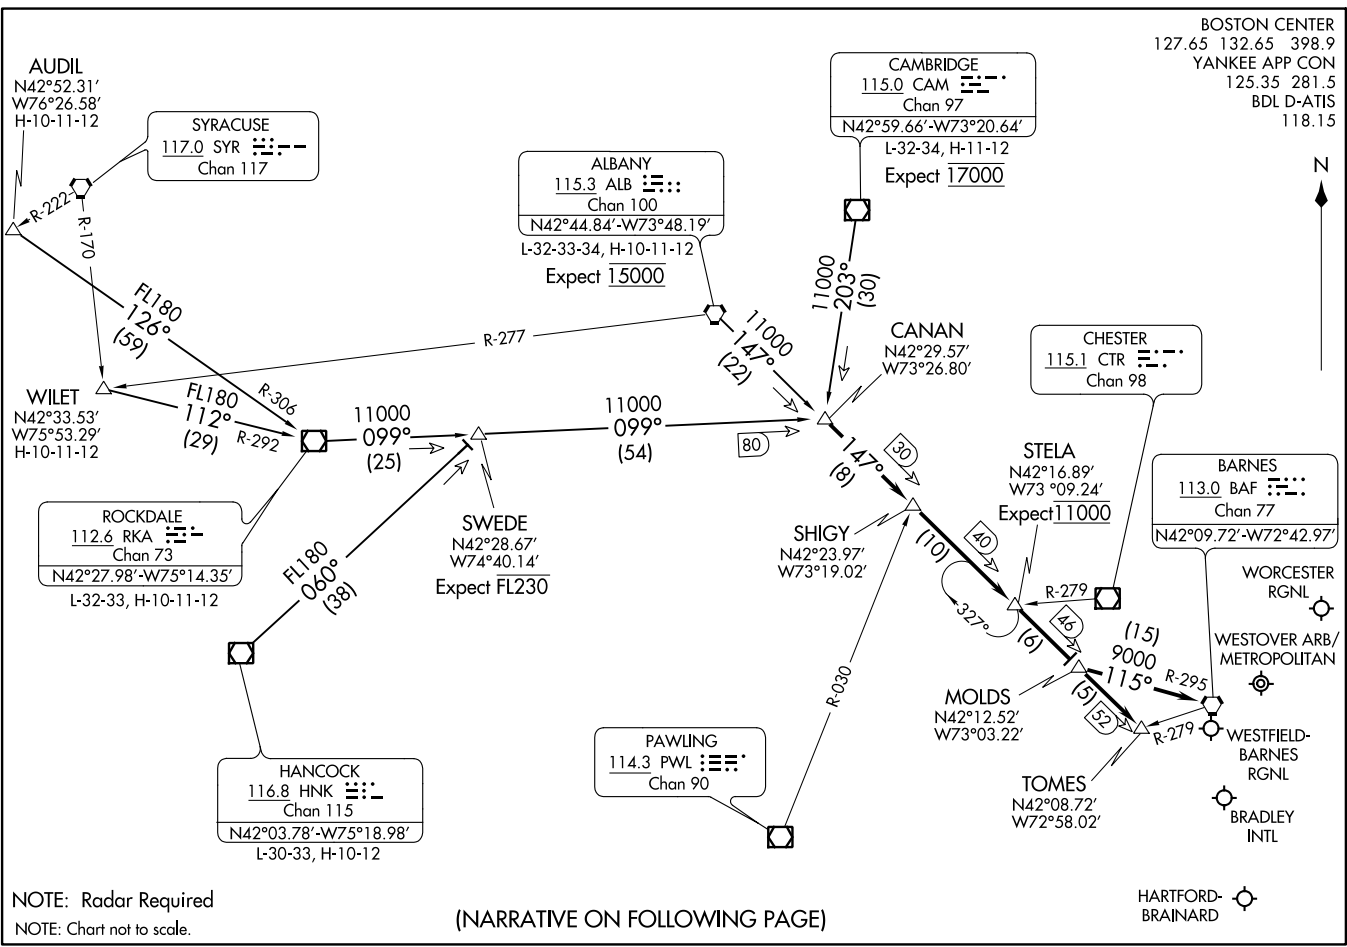 BOSTON CENTER
127.65 132.65 398.9
YANKEE APP CON
125.35 281.5
BDL D-ATIS
118.15
N
AUDIL
N42°52.31'
W76°26.58'
H-10-11-12
SYRACUSE
117.0 SYR
Chan 117
R-222
R-170
ALBANY
115.3 ALB
Chan 100
N42°44.84'-W73°48.19'
L-32-33-34, H-10-11-12
Expect 15000
CAMBRIDGE
115.0 CAM
Chan 97
N42°59.66'-W73°20.64'
L-32-34, H-11-12
Expect 17000
11000
203°
(30)
FL180
126°
(59)
R-306
R-277
11000
147°
(22)
CANAN
N42°29.57'
W73°26.80'
CHESTER
115.1 CTR
Chan 98
WILET
N42°33.53'
W75°53.29'
H-10-11-12
FL180
112°
(29)
R-292
11000
099°
(25)
11000
099°
(54)
80
147°
(8)
30
STELA
N42°16.89'
W73°09.24'
Expect 11000
BARNES
113.0 BAF
Chan 77
N42°09.72'-W72°42.97'
ROCKDALE
112.6 RKA
Chan 73
N42°27.98'-W75°14.35'
L-32-33, H-10-11-12
SWEDE
N42°28.67'
W74°40.14'
Expect FL230
SHIGY
N42°23.97'
W73°19.02'
(10)
40
FL180
060°
(38)
327°
R-279
(6)
46
(15)
9000
115°
R-295
WORCESTER
RGNL
WESTOVER ARB/
METROPOLITAN
R-030
MOLDS
N42°12.52'
W73°03.22'
(5)
52
R-279
WESTFIELD-
BARNES
RGNL
PAWLING
114.3 PWL
Chan 90
HANCOCK
116.8 HNK
Chan 115
N42°03.78'-W75°18.98'
L-30-33, H-10-12
TOMES
N42°08.72'
W72°58.02'
BRADLEY
INTL
HARTFORD-
BRAINARD
NOTE: Radar Required
NOTE: Chart not to scale.
(NARRATIVE ON FOLLOWING PAGE)